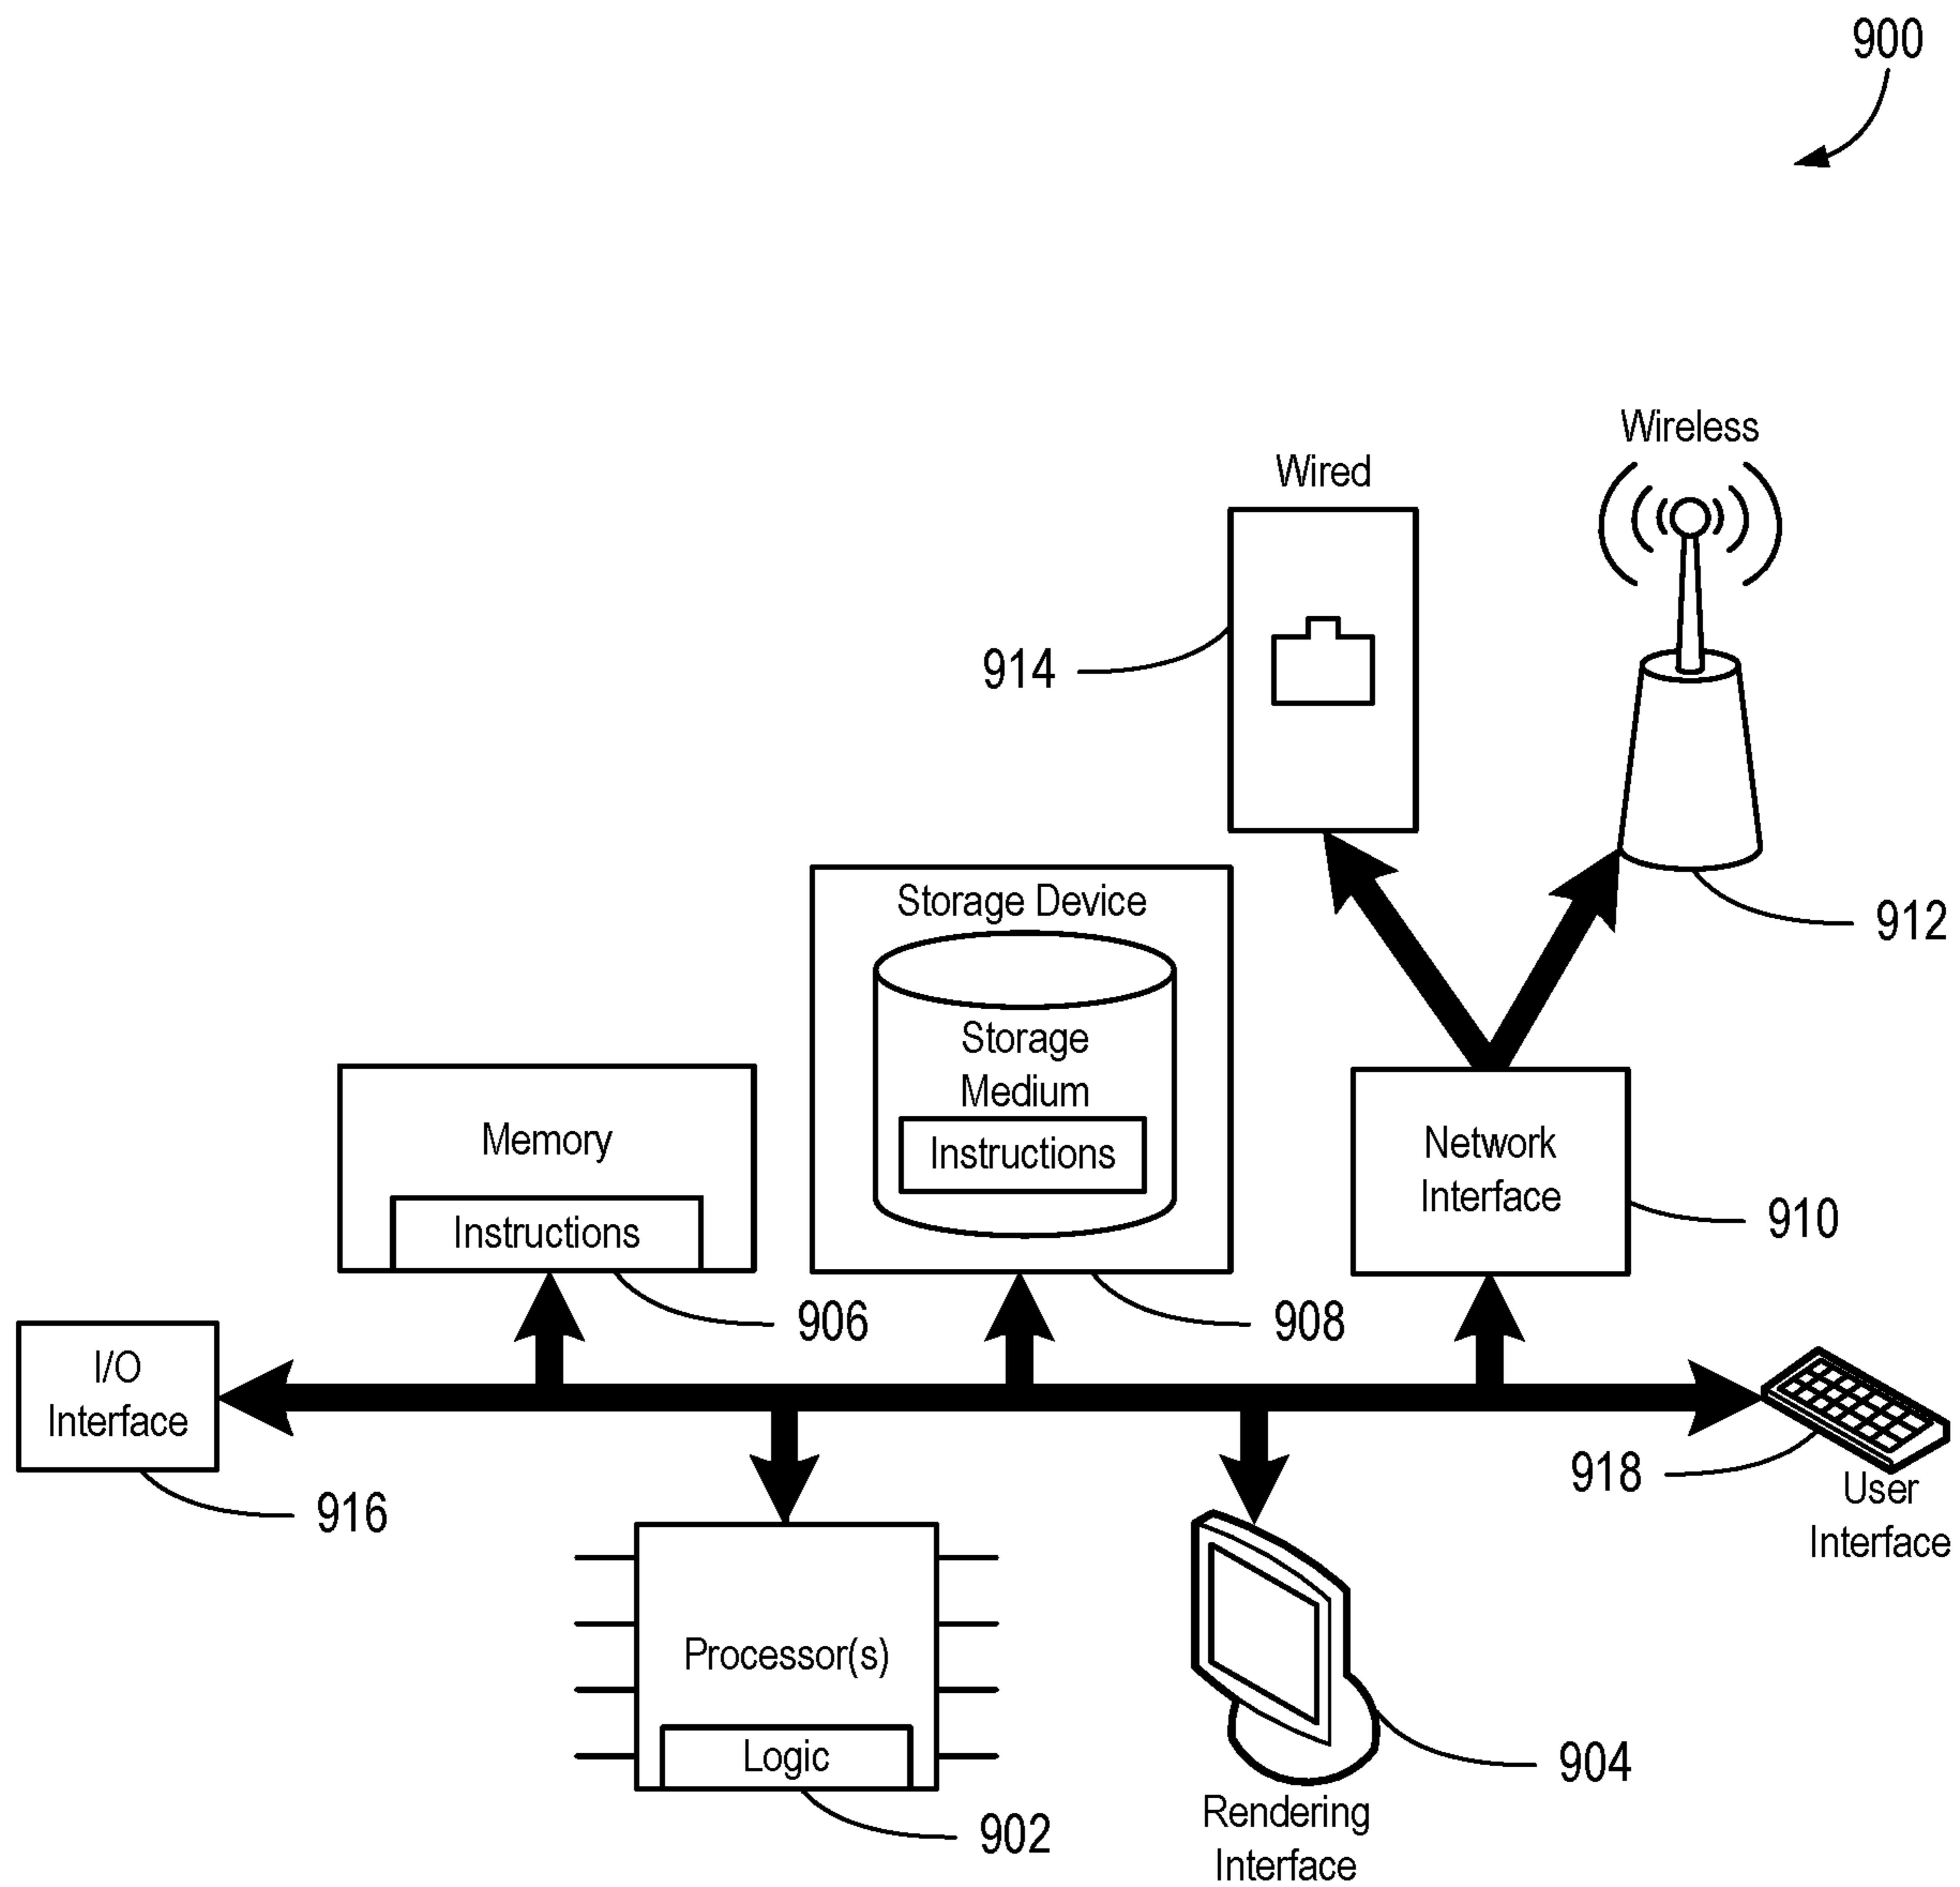 900
Wireless
Wired
914
912
Storage Device
Storage
Medium
Instructions
Memory
Instructions
Network
Interface
910
906
908
I/O
Interface
916
918
User
Interface
Processor(s)
Logic
902
904
Rendering
Interface